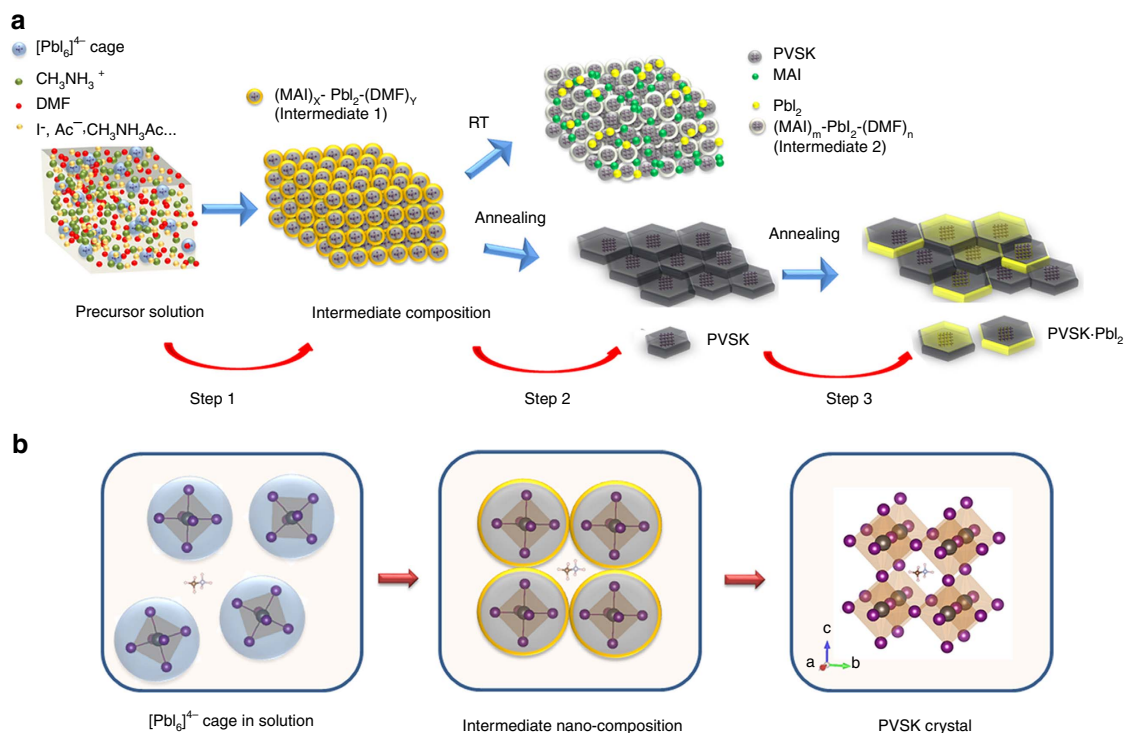 a
[PbI₆]⁴⁻ cage
CH₃NH₃⁺
DMF
I⁻, Ac⁻,CH₃NH₃Ac...
(MAI)ₓ- PbI₂-(DMF)ᵧ
(Intermediate 1)
RT
Annealing
PVSK
MAI
PbI₂
(MAI)ₘ-PbI₂-(DMF)ₙ
(Intermediate 2)
Annealing
Precursor solution
Intermediate composition
PVSK
PVSK·PbI₂
Step 1
Step 2
Step 3
b
c
a
b
[PbI₆]⁴⁻ cage in solution
Intermediate nano-composition
PVSK crystal